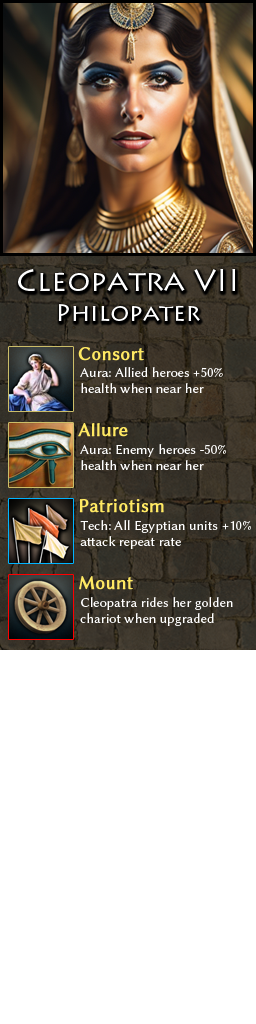 Cleopatra VII
Philopater
Consort
Aura: Allied heroes +50%
health when near her
Allure
Aura: Enemy heroes -50%
health when near her
Patriotism
Tech: All Egyptian units +10%
attack repeat rate
Mount
Cleopatra rides her golden
chariot when upgraded